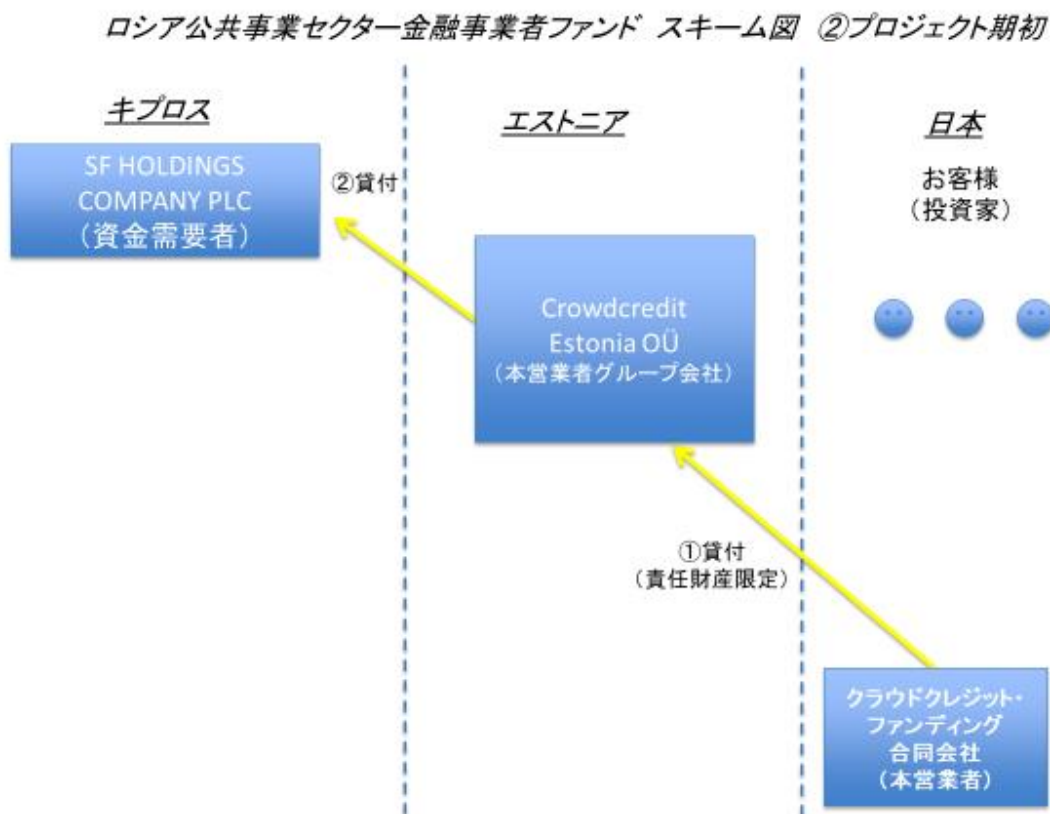 ロシア公共事業セクター金融事業者ファンド スキーム図 ②プロジェクト期初
キプロス
SF HOLDINGS
COMPANY PLC
（資金需要者）
②貸付
エストニア
Crowdcredit
Estonia OÜ
（本営業者グループ会社）
①貸付
（責任財産限定）
日本
お客様
（投資家）
クラウドクレジット・
ファンディング
合同会社
（本営業者）